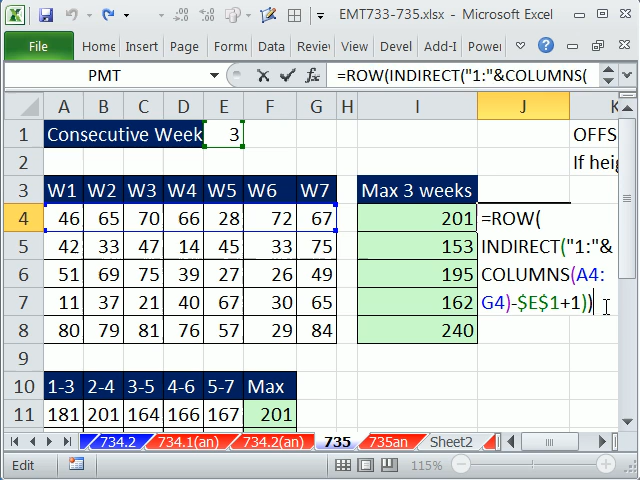 EMT733-735.xlsx - Microsoft Excel
File Home Insert Page Formu Data Reviev View Devel Add-I Power
PMT =ROW(INDIRECT("1:"&COLUMNS(
A B C D E F G H I J K
1 Consecutive Week 3 OFFS
2 If heig
3 W1 W2 W3 W4 W5 W6 W7 Max 3 weeks
4 46 65 70 66 28 72 67 201 =ROW(
5 42 33 47 14 45 33 75 153 INDIRECT("1:"&
6 51 69 75 39 27 26 49 195 COLUMNS(A4:
7 11 37 21 40 67 30 65 162 G4)-$E$1+1))
8 80 79 81 76 57 29 84 240
9
10 1-3 2-4 3-5 4-6 5-7 Max
11 181 201 164 166 167 201
734.2 734.1(an) 734.2(an) 735 735an Sheet2
Edit 115%